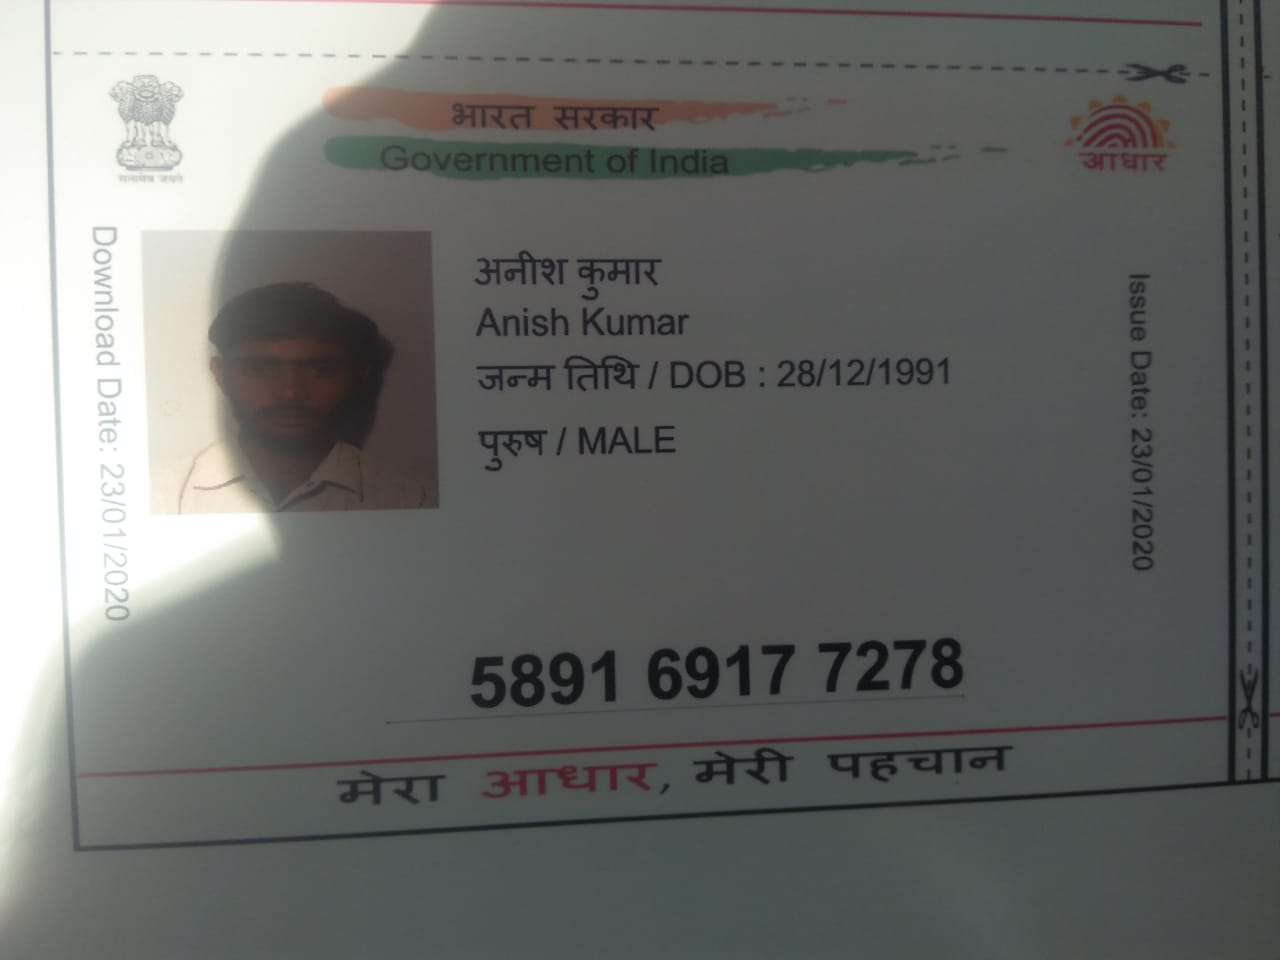 भारत सरकार
Government of India
सत्यमेव जयते
आधार
Download Date: 23/01/2020
अनीश कुमार
Anish Kumar
जन्म तिथि / DOB : 28/12/1991
पुरुष / MALE
Issue Date: 23/01/2020
5891 6917 7278
मेरा आधार, मेरी पहचान